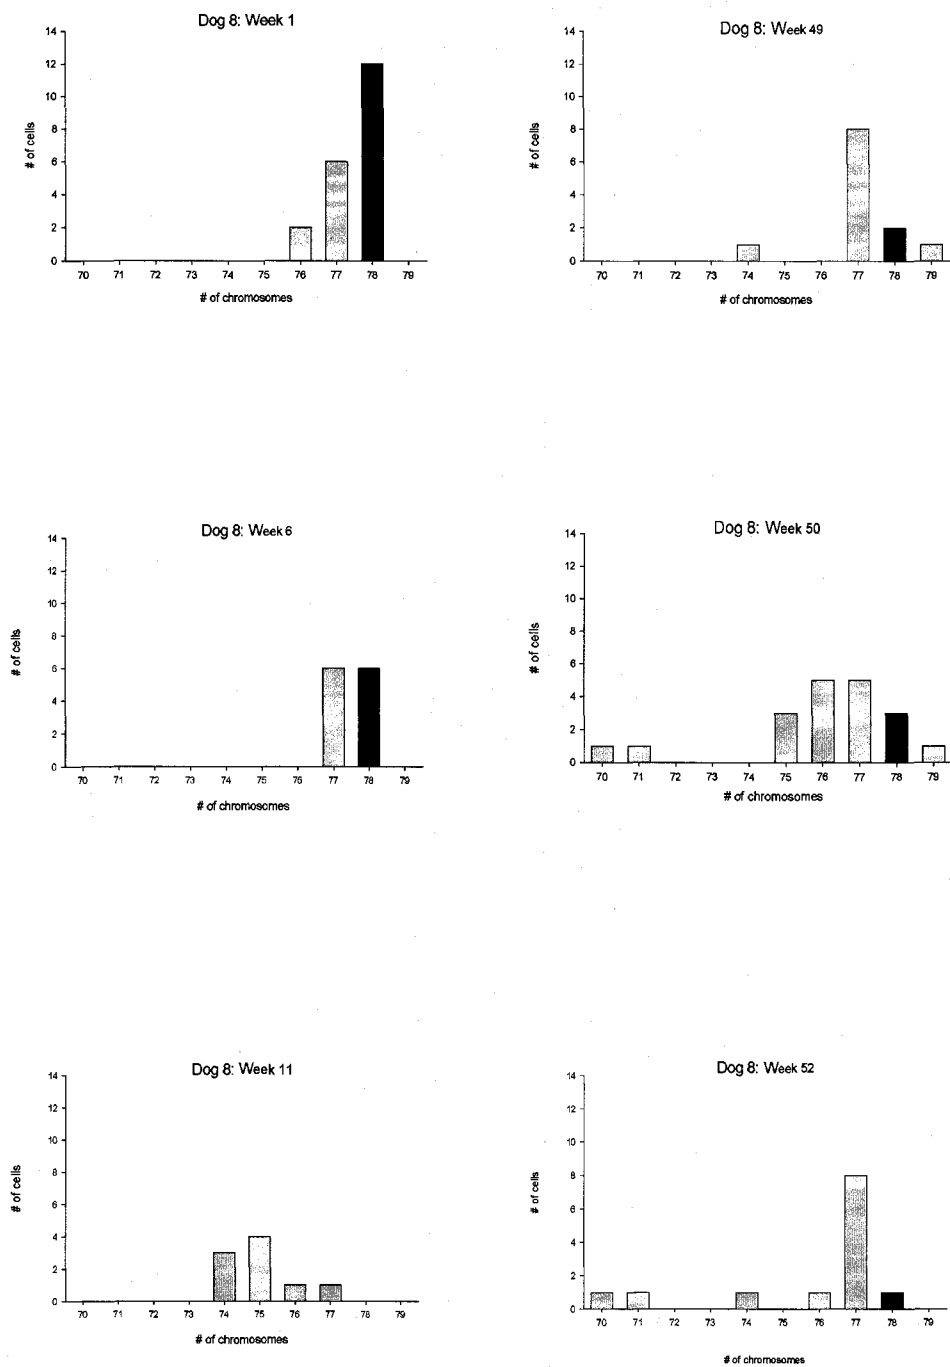 Dog 8: Week 1
14
12
10
8
6
4
2
0
# of cells
70 71 72 73 74 75 76 77 78 79
# of chromosomes
Dog 8: Week 49
14
12
10
8
6
4
2
0
# of cells
70 71 72 73 74 75 76 77 78 79
# of chromosomes
Dog 8: Week 6
14
12
10
8
6
4
2
0
# of cells
70 71 72 73 74 75 76 77 78 79
# of chromosomes
Dog 8: Week 50
14
12
10
8
6
4
2
0
# of cells
70 71 72 73 74 75 76 77 78 79
# of chromosomes
Dog 8: Week 11
14
12
10
8
6
4
2
0
# of cells
70 71 72 73 74 75 76 77 78 79
# of chromosomes
Dog 8: Week 52
14
12
10
8
6
4
2
0
# of cells
70 71 72 73 74 75 76 77 78 79
# of chromosomes